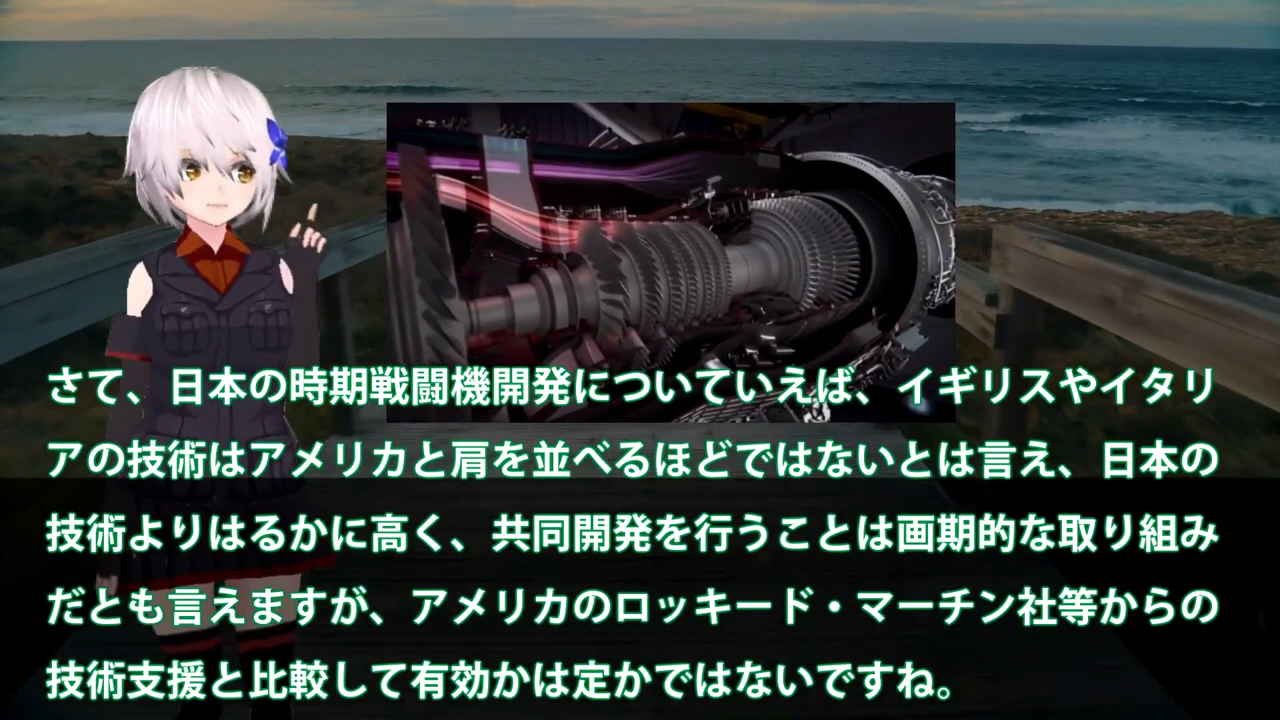 さて、日本の時期戦闘機開発についていえば、イギリスやイタリ
アの技術はアメリカと肩を並べるほどではないとは言え、日本の
技術よりはるかに高く、共同開発を行うことは画期的な取り組み
だとも言えますが、アメリカのロッキード・マーチン社等からの
技術支援と比較して有効かは定かではないですね。